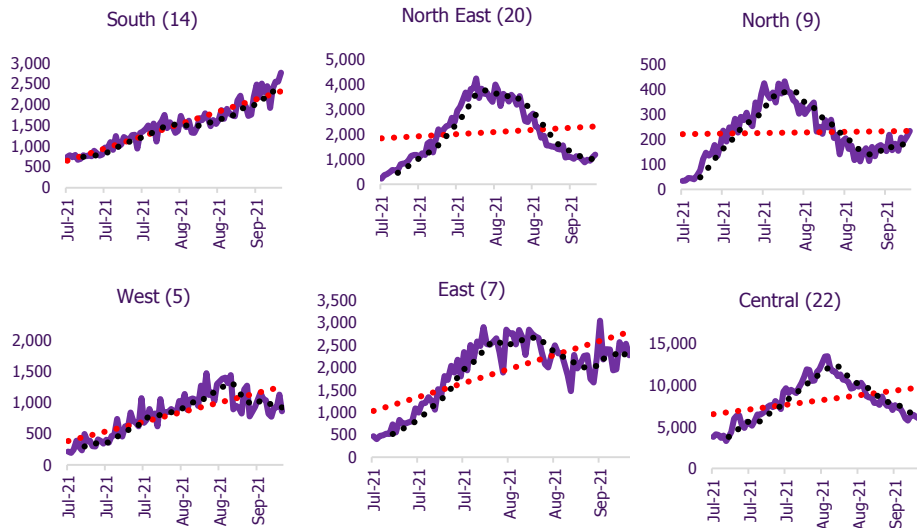 South (14)
3,000
2,500
2,000
1,500
1,000
500
0
Jul-21
Jul-21
Jul-21
Aug-21
Aug-21
Sep-21
North East (20)
5,000
4,000
3,000
2,000
1,000
0
Jul-21
Jul-21
Jul-21
Aug-21
Aug-21
Sep-21
North (9)
500
400
300
200
100
0
Jul-21
Jul-21
Jul-21
Aug-21
Aug-21
Sep-21
West (5)
2,000
1,500
1,000
500
0
Jul-21
Jul-21
Jul-21
Aug-21
Aug-21
Sep-21
East (7)
3,500
3,000
2,500
2,000
1,500
1,000
500
0
Jul-21
Jul-21
Jul-21
Aug-21
Aug-21
Sep-21
Central (22)
15,000
10,000
5,000
0
Jul-21
Jul-21
Jul-21
Aug-21
Aug-21
Sep-21